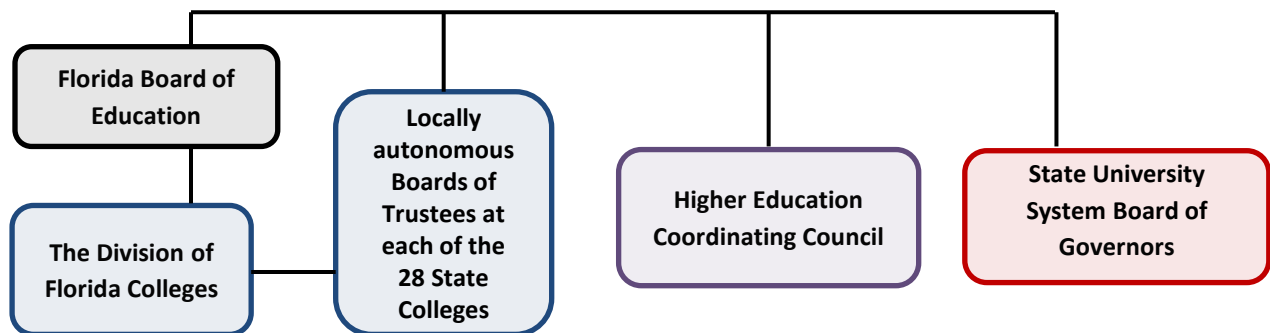 Florida Board of
Education
Locally
autonomous
Boards of
Trustees at
each of the
28 State
Colleges
The Division of
Florida Colleges
Higher Education
Coordinating Council
State University
System Board of
Governors